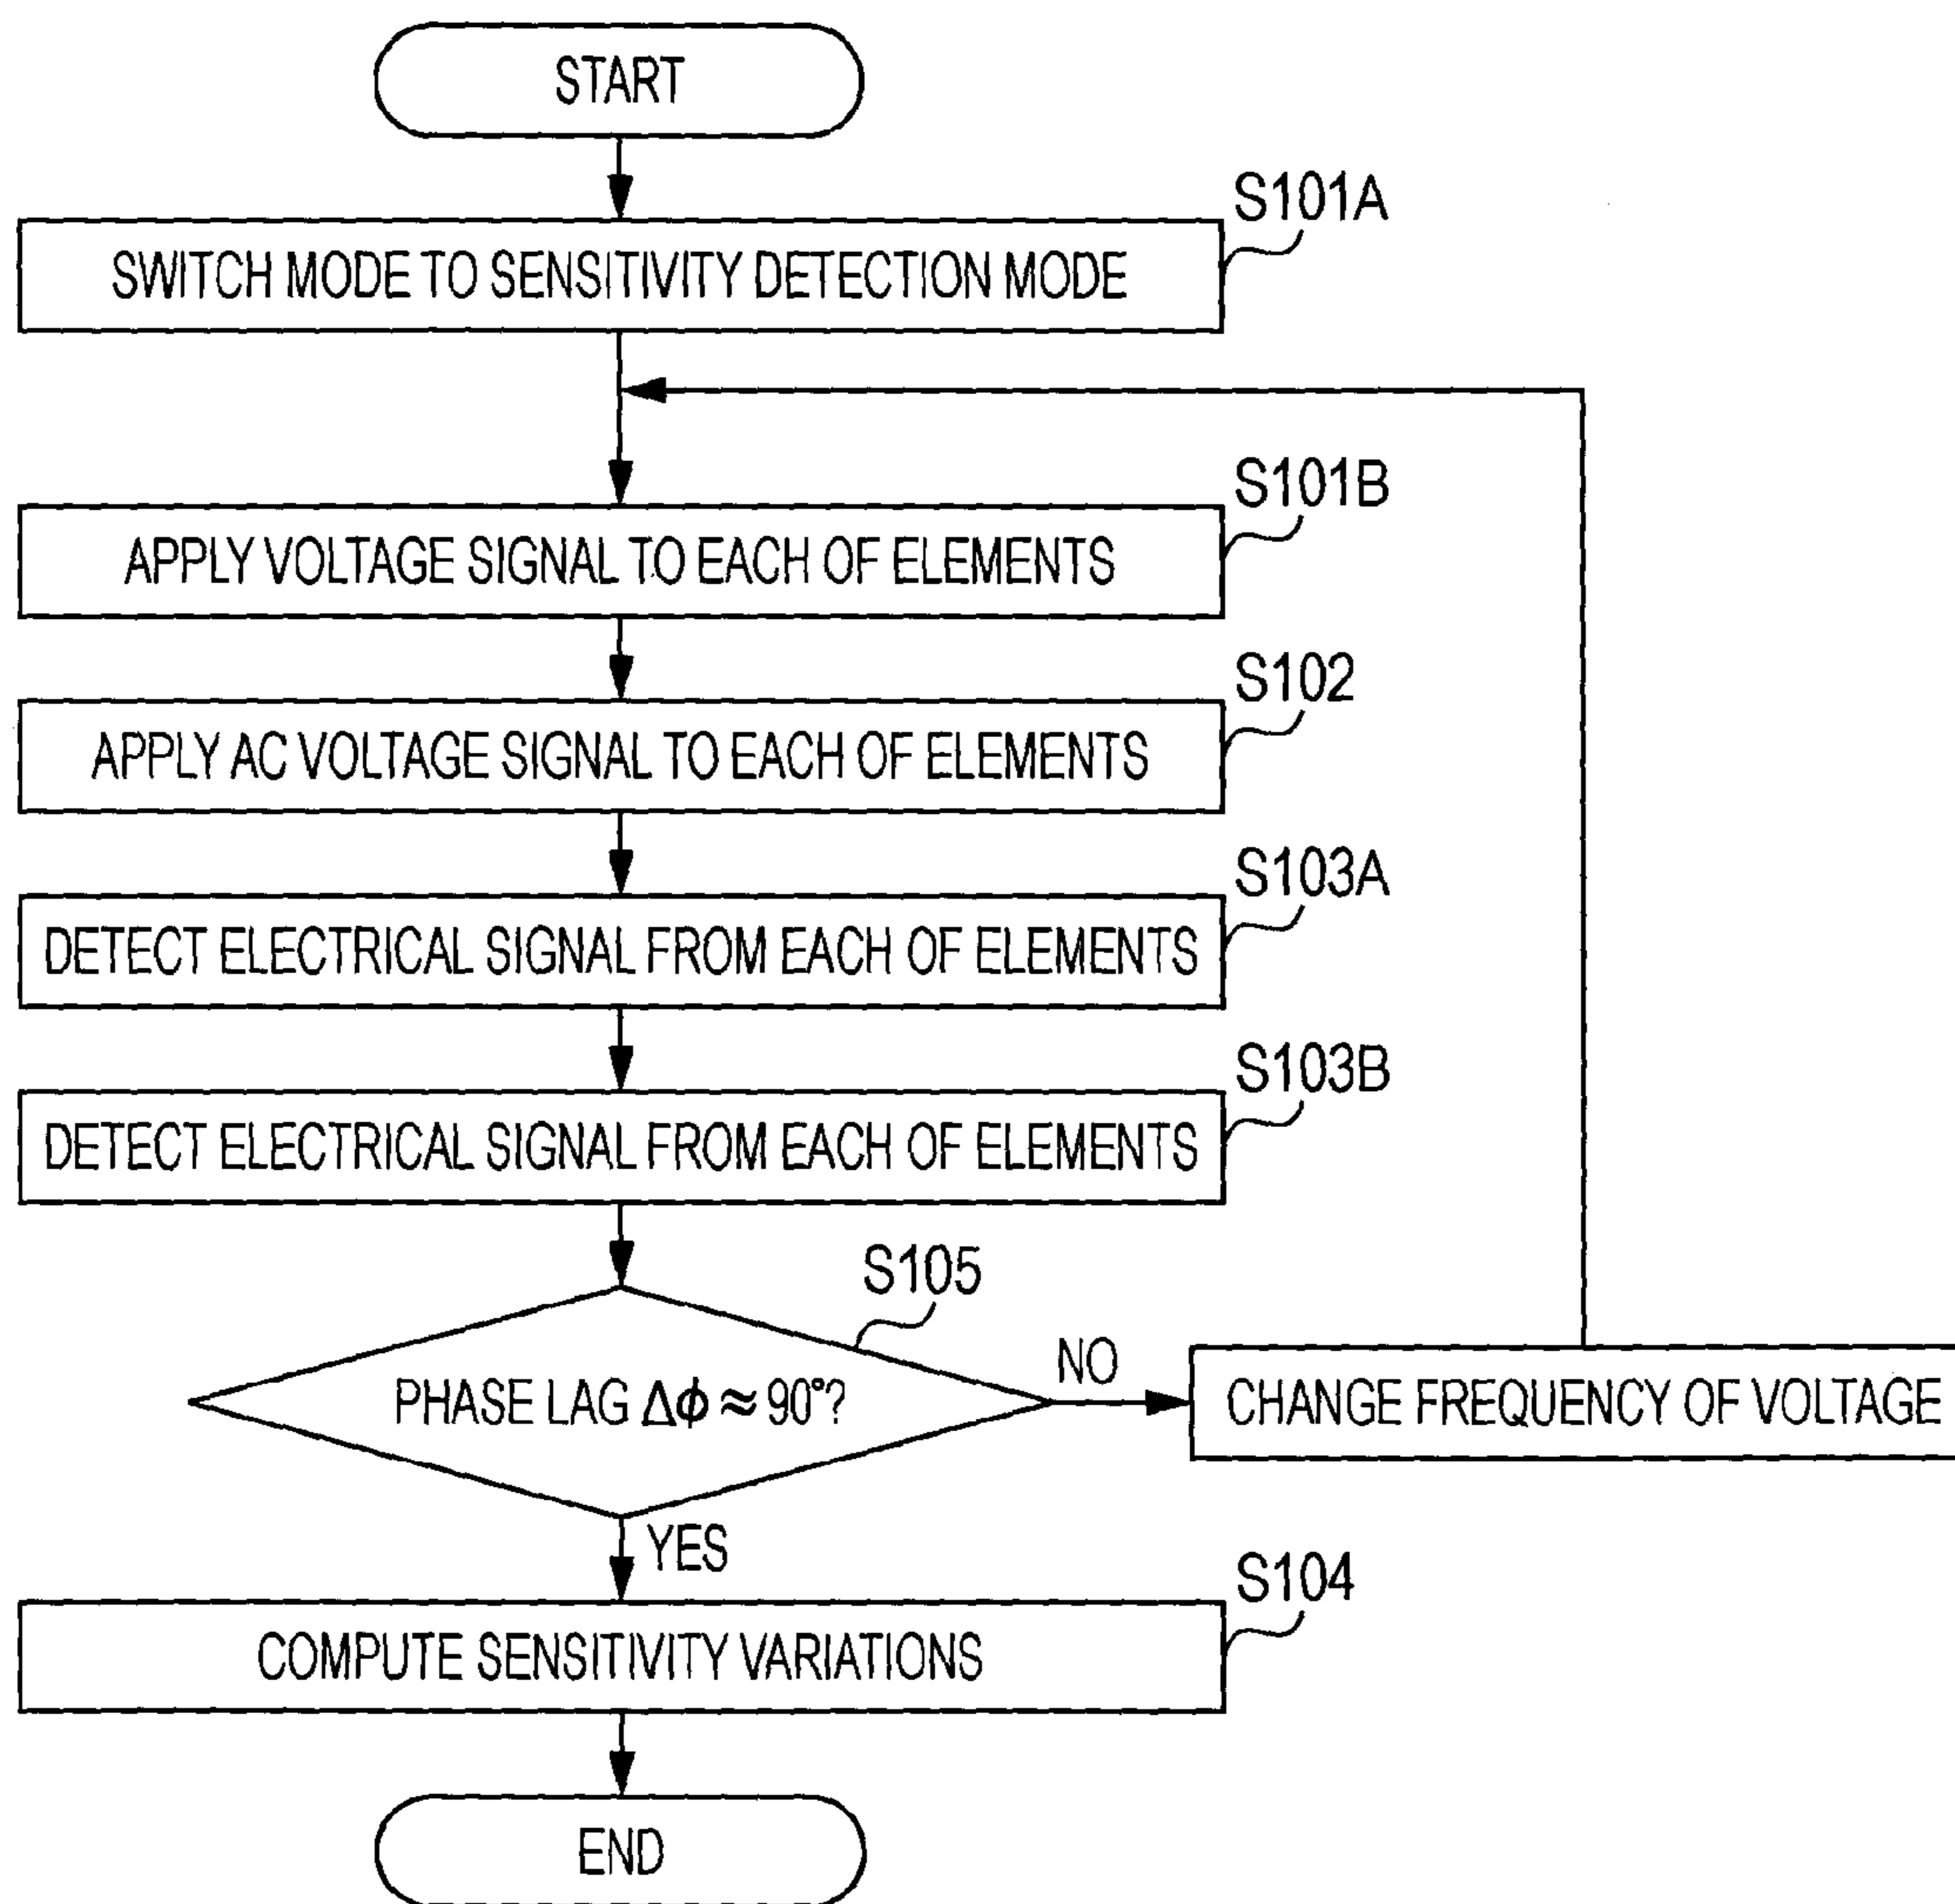 START
S101A
SWITCH MODE TO SENSITIVITY DETECTION MODE
S101B
APPLY VOLTAGE SIGNAL TO EACH OF ELEMENTS
S102
APPLY AC VOLTAGE SIGNAL TO EACH OF ELEMENTS
S103A
DETECT ELECTRICAL SIGNAL FROM EACH OF ELEMENTS
S103B
DETECT ELECTRICAL SIGNAL FROM EACH OF ELEMENTS
S105
PHASE LAG Δϕ ≈ 90°?
NO
CHANGE FREQUENCY OF VOLTAGE
YES
S104
COMPUTE SENSITIVITY VARIATIONS
END